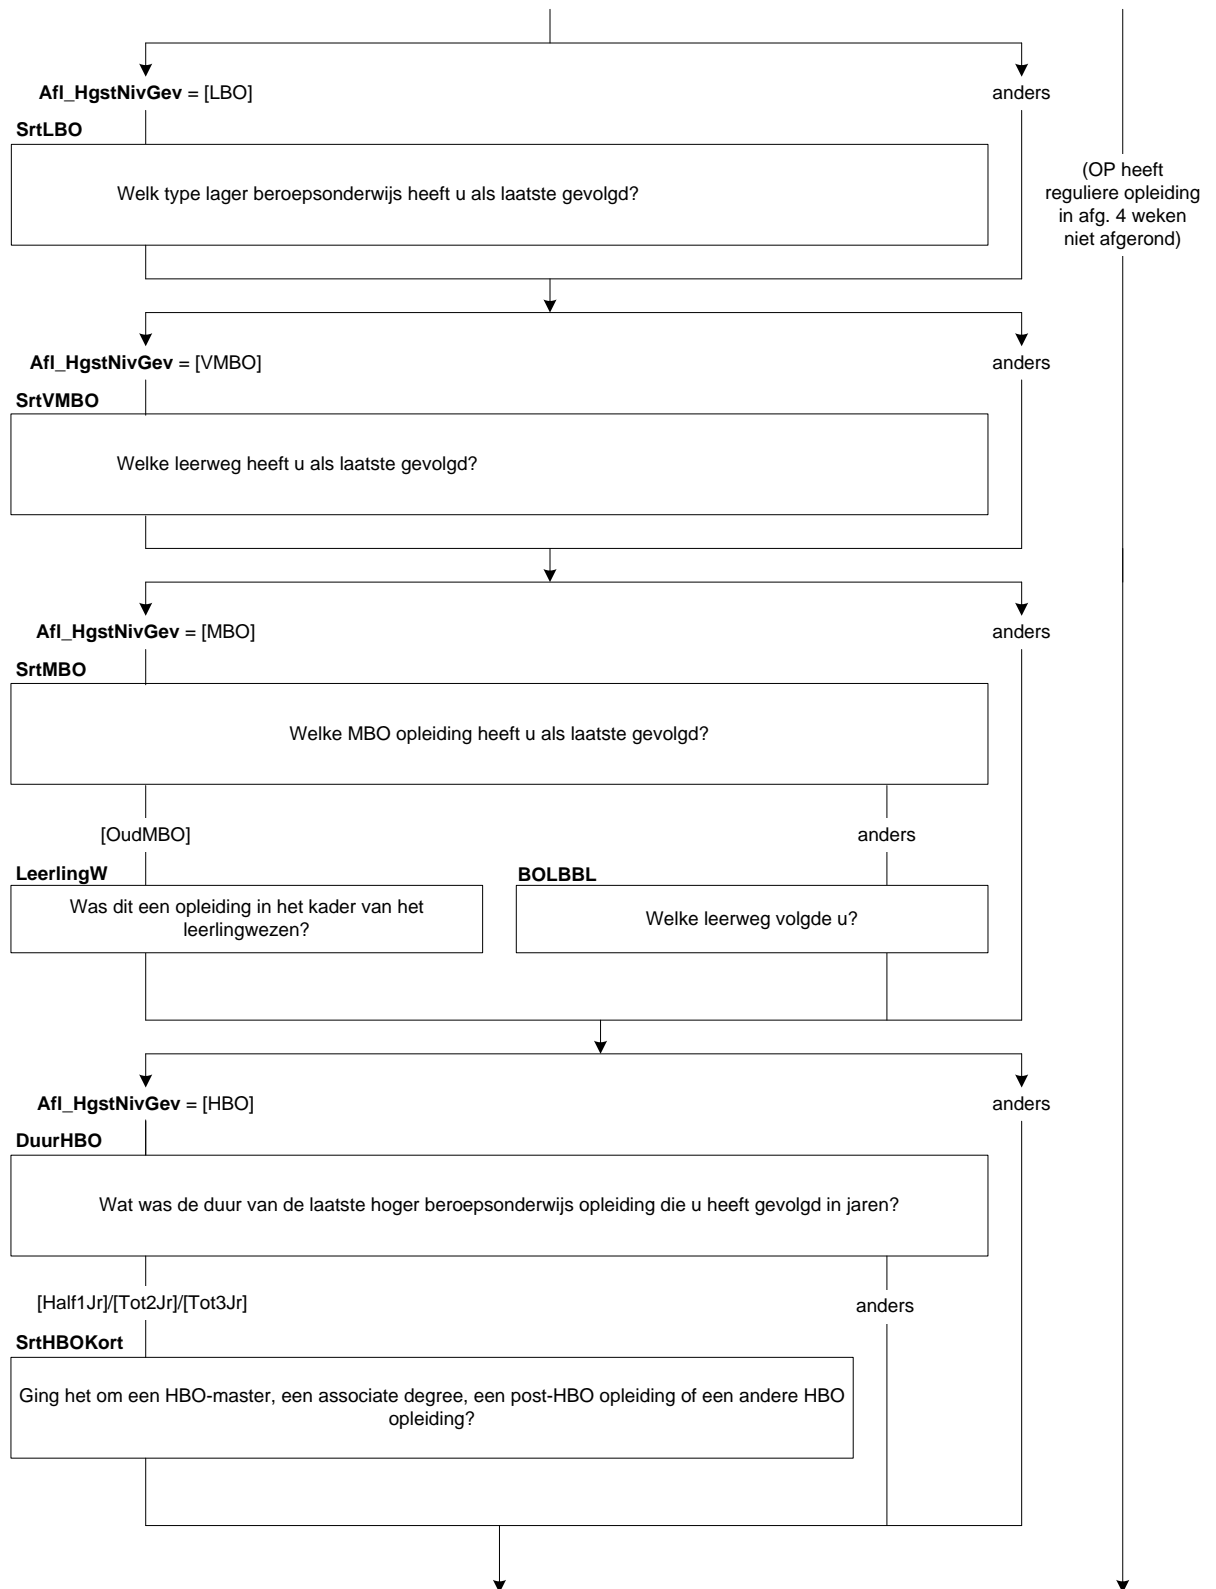 Afl_HgstNivGev = [LBO]
anders
SrtLBO
Welk type lager beroepsonderwijs heeft u als laatste gevolgd?
(OP heeft
reguliere opleiding
in afg. 4 weken
niet afgerond)
Afl_HgstNivGev = [VMBO]
anders
SrtVMBO
Welke leerweg heeft u als laatste gevolgd?
Afl_HgstNivGev = [MBO]
anders
SrtMBO
Welke MBO opleiding heeft u als laatste gevolgd?
[OudMBO]
anders
LeerlingW
Was dit een opleiding in het kader van het
leerlingwezen?
BOLBBL
Welke leerweg volgde u?
Afl_HgstNivGev = [HBO]
anders
DuurHBO
Wat was de duur van de laatste hoger beroepsonderwijs opleiding die u heeft gevolgd in jaren?
[Half1Jr]/[Tot2Jr]/[Tot3Jr]
anders
SrtHBOKort
Ging het om een HBO-master, een associate degree, een post-HBO opleiding of een andere HBO
opleiding?